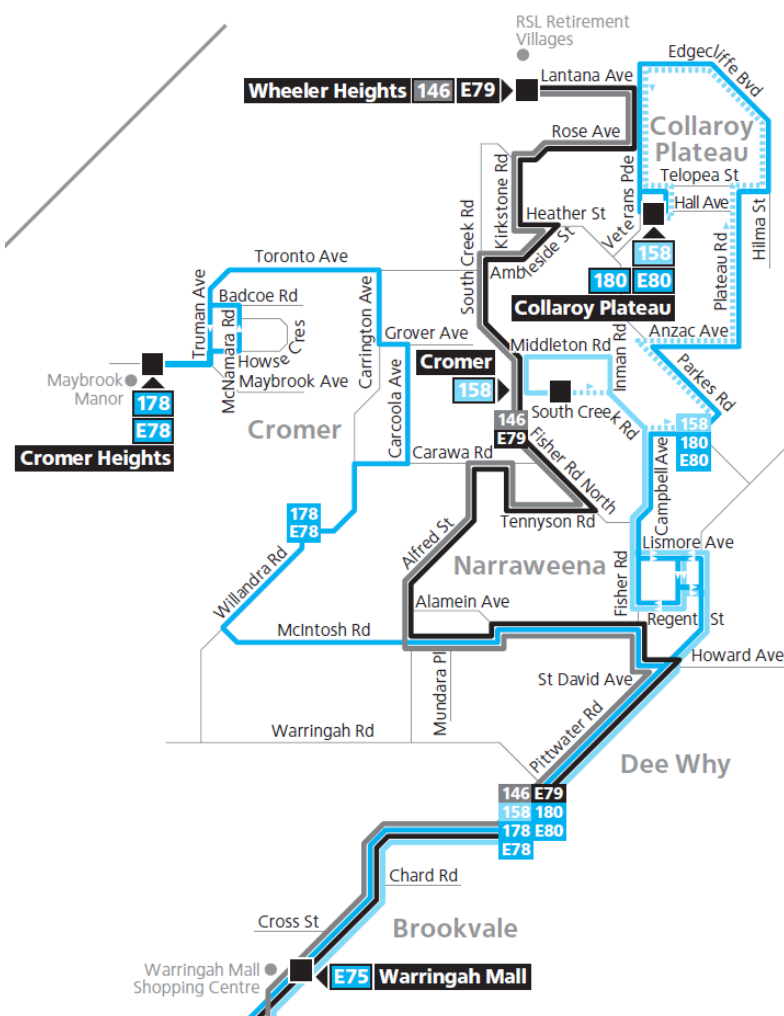 RSL Retirement
Villages
Edgecliffe Bvd
Lantana Ave
Wheeler Heights 146 E79
Rose Ave
Collaroy
Plateau
Telopea St
Veterans Pde
Hall Ave
Kirkstone Rd
Heather St
South Creek Rd
Hilma St
Plateau Rd
Ambleside St
158
180 E80
Collaroy Plateau
Toronto Ave
Truman Ave
Badcoe Rd
McNamara Rd
Howse Cres
Carrington Ave
Grover Ave
Anzac Ave
Middleton Rd
Inman Rd
Cromer
158
Parkes Rd
Maybrook Ave
Maybrook
Manor
178
E78
Cromer Heights
Carcoola Ave
South Creek Rd
146
E79
158
180
E80
Cromer
Fisher Rd North
Carawa Rd
Campbell Ave
178
E78
Tennyson Rd
Alfred St
Lismore Ave
Narraweena
Fisher Rd
Willandra Rd
Alamein Ave
Regent St
McIntosh Rd
Howard Ave
Mundara Pl
St David Ave
Warringah Rd
Pittwater Rd
Dee Why
146 E79
158 180
178 E80
E78
Chard Rd
Cross St
Brookvale
Warringah Mall
Shopping Centre
E75 Warringah Mall